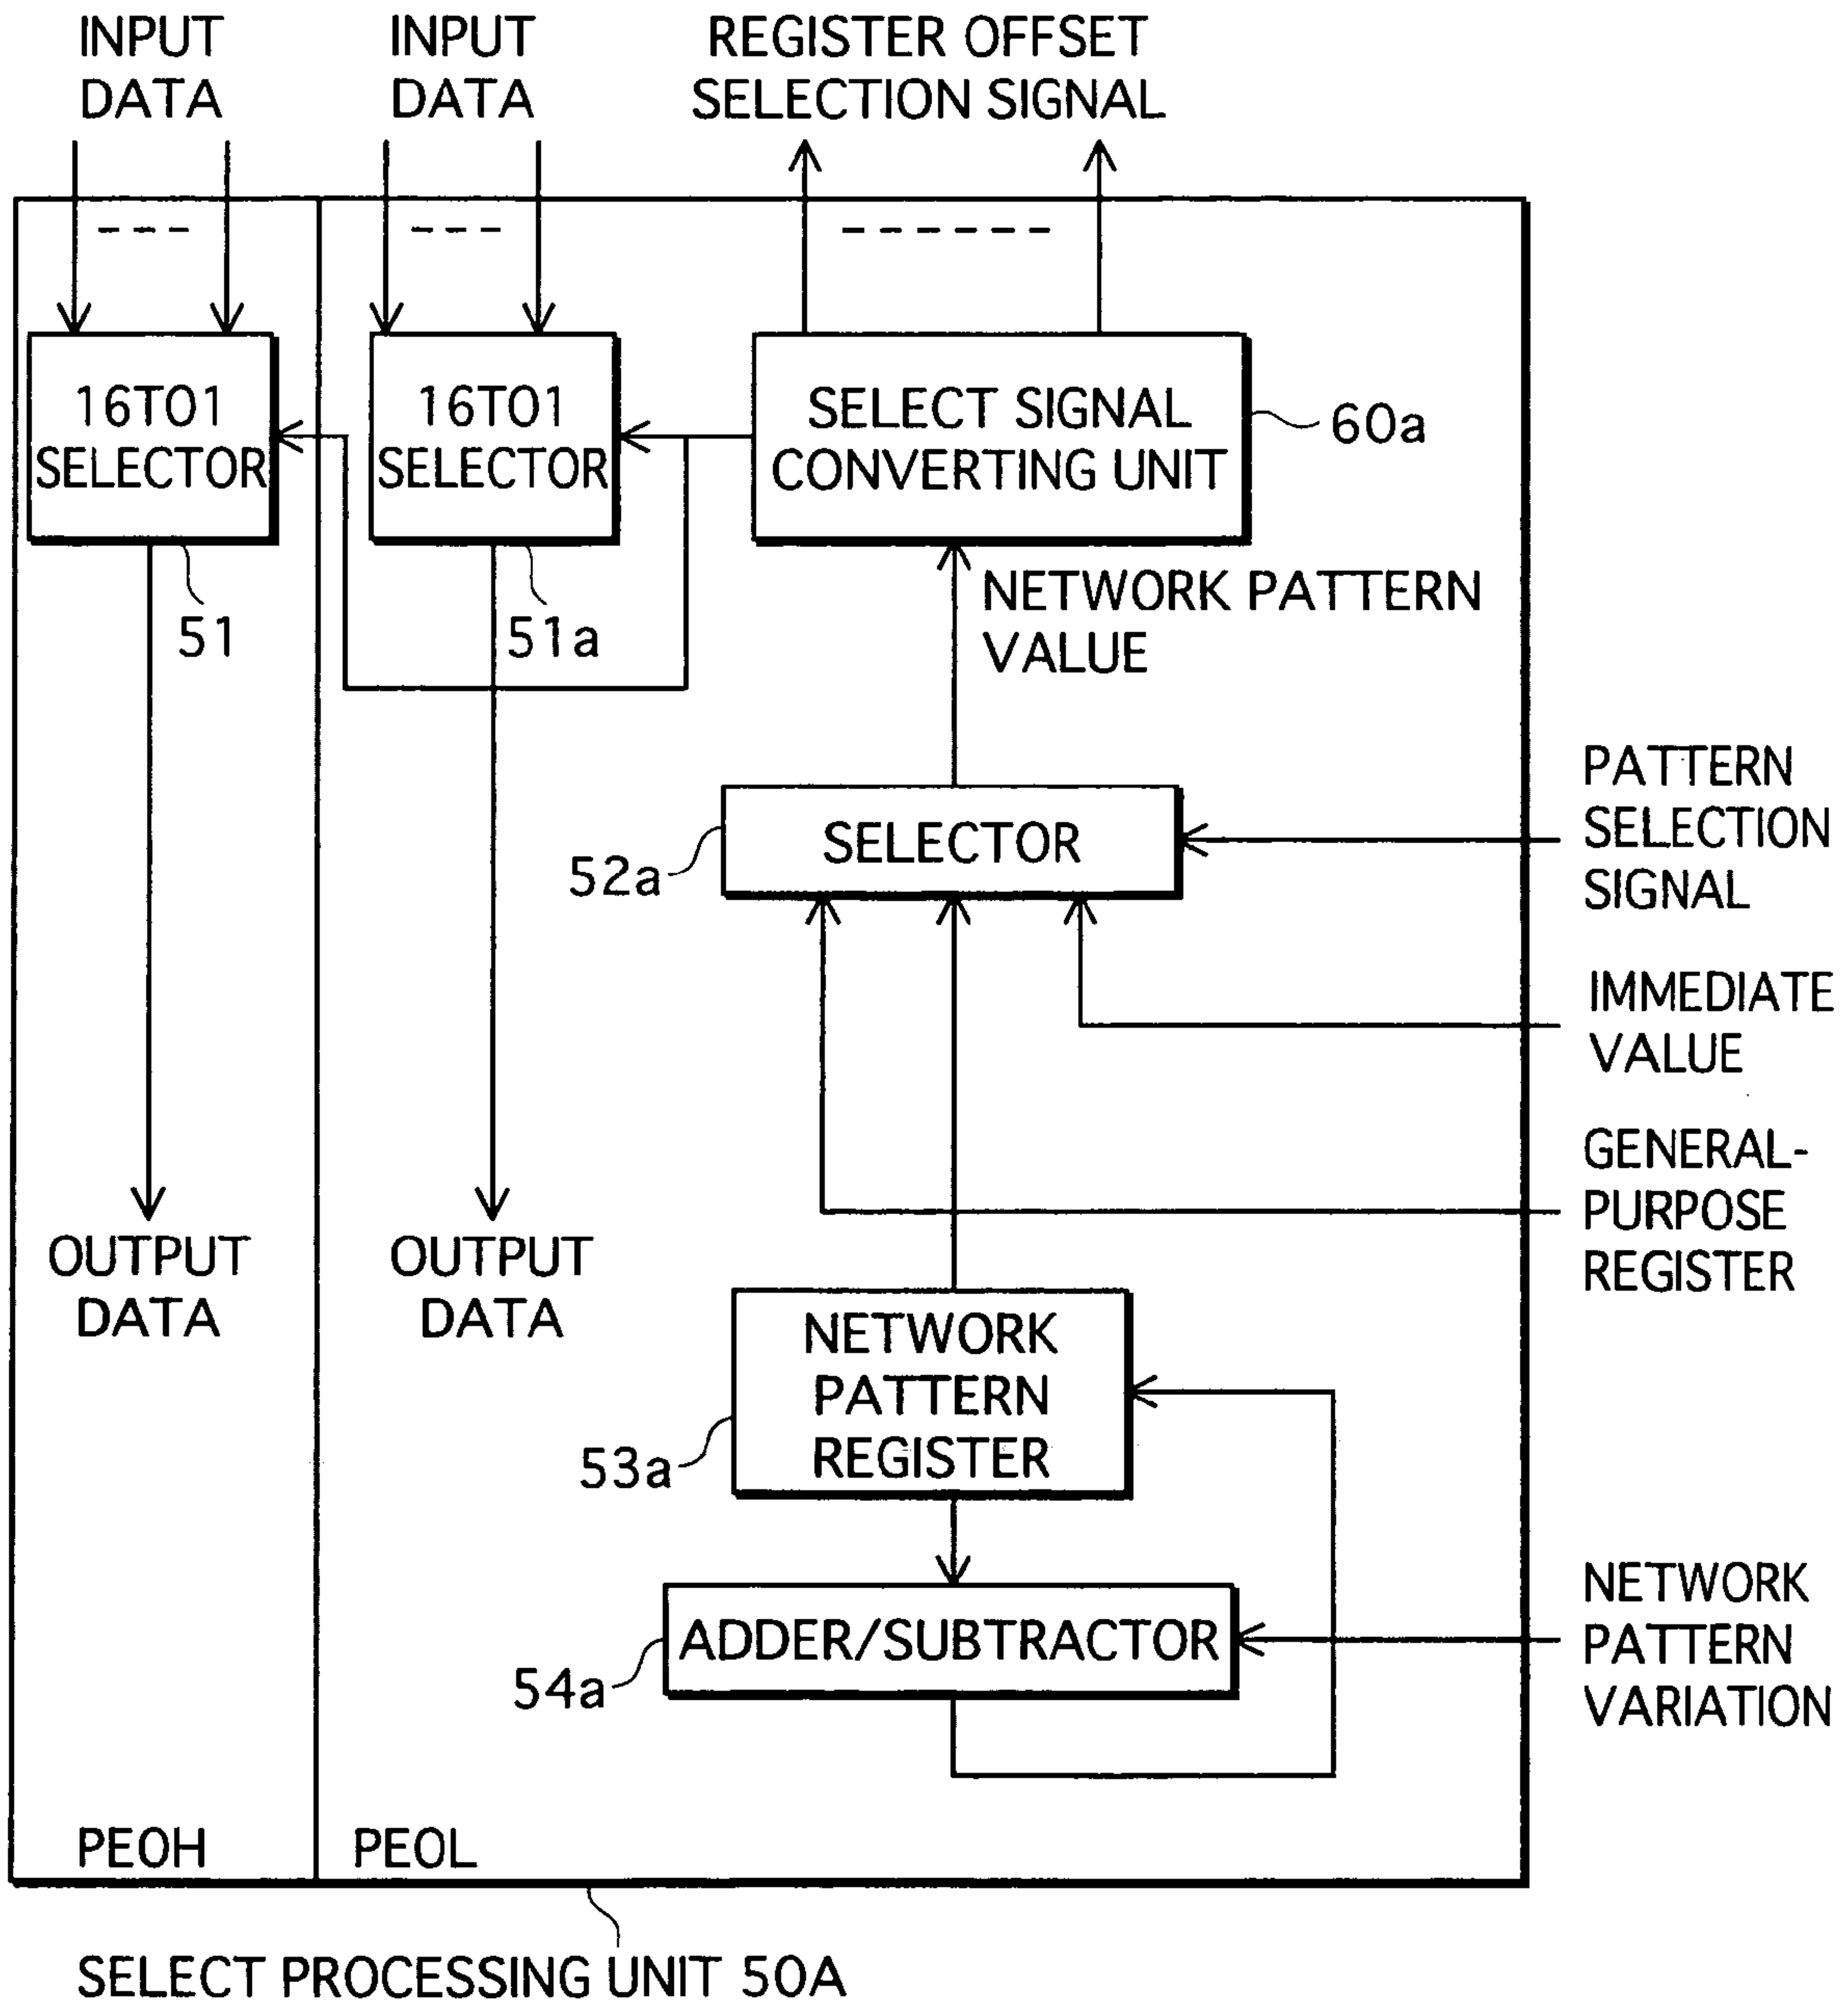 INPUT
DATA
INPUT
DATA
REGISTER OFFSET
SELECTION SIGNAL
16TO1
SELECTOR
16TO1
SELECTOR
SELECT SIGNAL
CONVERTING UNIT
60a
51
51a
NETWORK PATTERN
VALUE
PATTERN
SELECTION
SIGNAL
SELECTOR
52a
IMMEDIATE
VALUE
GENERAL-
PURPOSE
REGISTER
OUTPUT
DATA
OUTPUT
DATA
NETWORK
PATTERN
REGISTER
53a
NETWORK
PATTERN
VARIATION
ADDER/SUBTRACTOR
54a
PEOH
PEOL
SELECT PROCESSING UNIT 50A